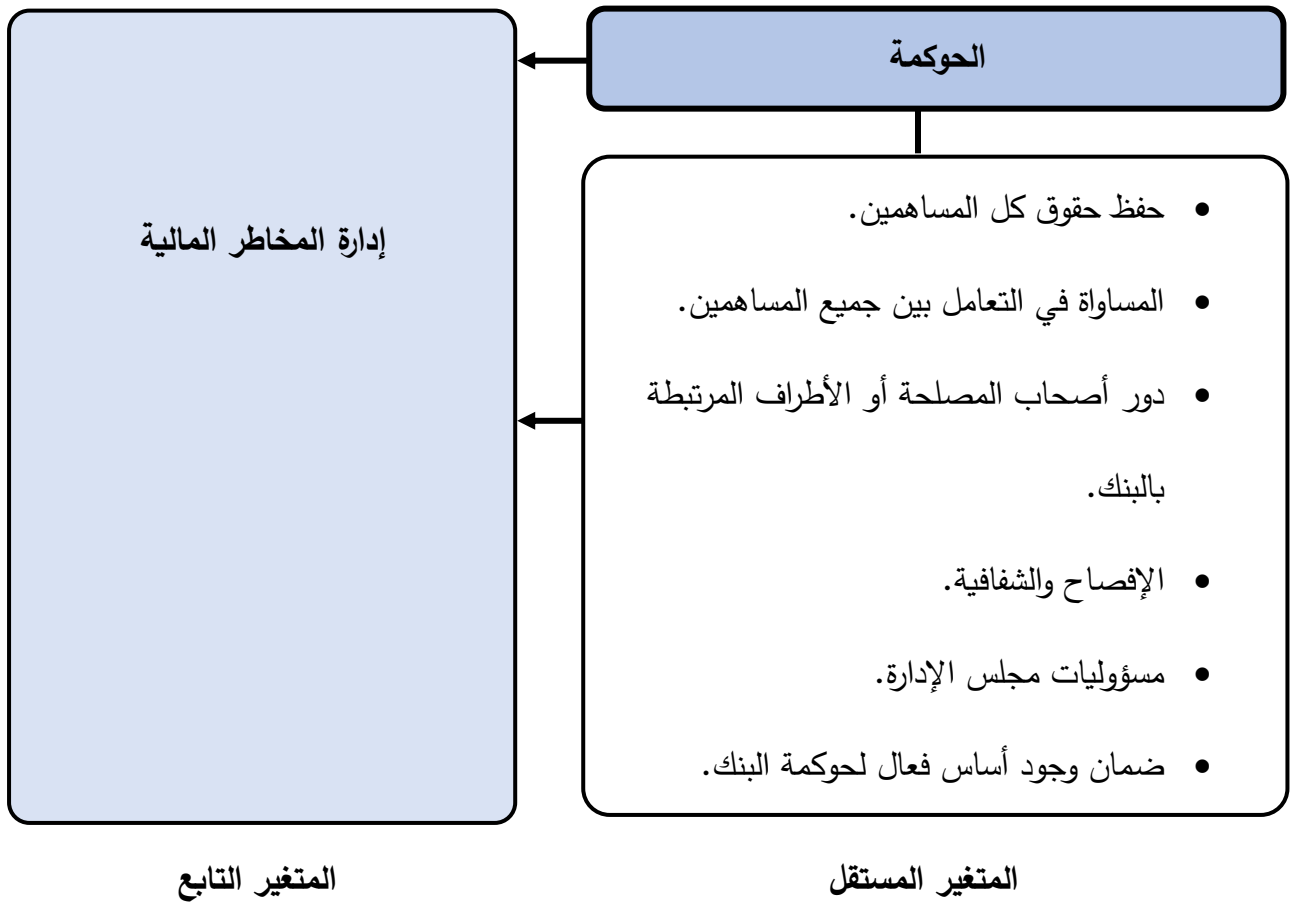 الحوكمة
• حفظ حقوق كل المساهمين.
• المساواة في التعامل بين جميع المساهمين.
• دور أصحاب المصلحة أو الأطراف المرتبطة
بالبنك.
• الإفصاح والشفافية.
• مسؤوليات مجلس الإدارة.
• ضمان وجود أساس فعال لحوكمة البنك.
إدارة المخاطر المالية
المتغير المستقل
المتغير التابع